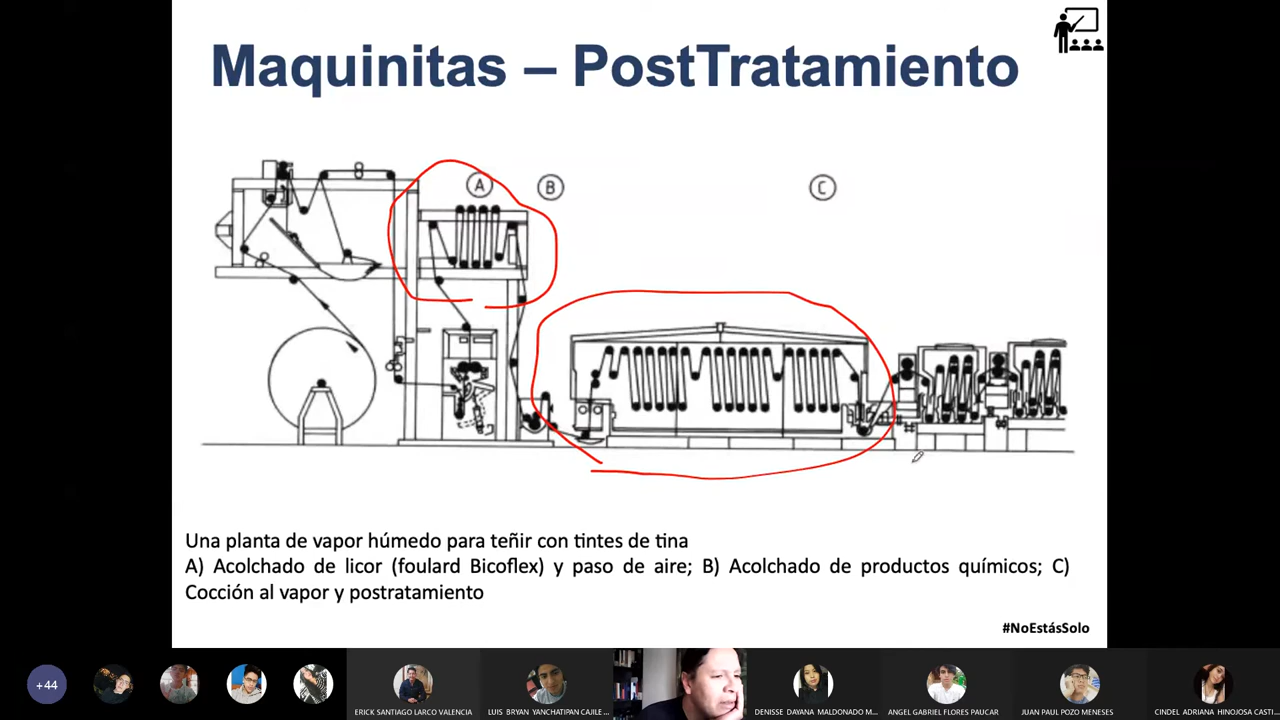 Maquinitas – PostTratamiento
A
B
C
Una planta de vapor húmedo para teñir con tintes de tina
A) Acolchado de licor (foulard Bicoflex) y paso de aire; B) Acolchado de productos químicos; C)
Cocción al vapor y postratamiento
#NoEstásSolo
+44
ERICK SANTIAGO LARCO VALENCIA
LUIS BRYAN YANCHATIPAN CAJILE...
DENISSE DAYANA MALDONADO M...
ANGEL GABRIEL FLORES PAUCAR
JUAN PAUL POZO MENESES
CINDEL ADRIANA HINOJOSA CASTI